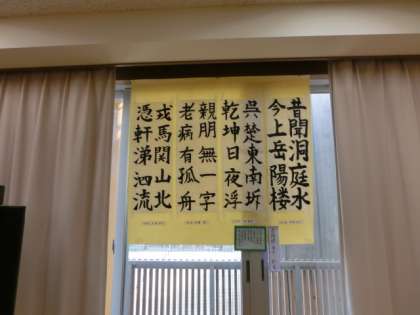 昔聞洞庭水
今上岳陽楼
呉楚東南坼
乾坤日夜浮
親朋無一字
老病有孤舟
戎馬関山北
憑軒涕泗流